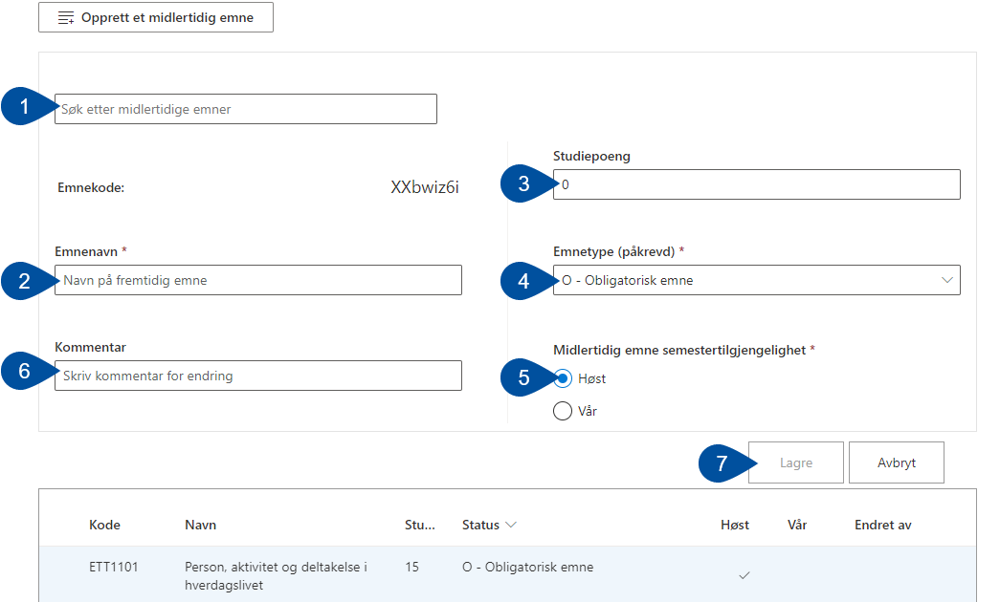 Opprett et midlertidig emne
1
Søk etter midlertidige emner
Emnekode:
XXbwiz6i
Studiepoeng
3
0
Emnenavn *
2
Navn på fremtidig emne
Emnetype (påkrevd) *
4
O - Obligatorisk emne
Kommentar
6
Skriv kommentar for endring
Midlertidig emne semestertilgjengelighet *
5
Høst
Vår
7
Lagre
Avbryt
Kode Navn Stu... Status Høst Vår Endret av
ETT1101 Person, aktivitet og deltakelse i 15 O - Obligatorisk emne
hverdagslivet